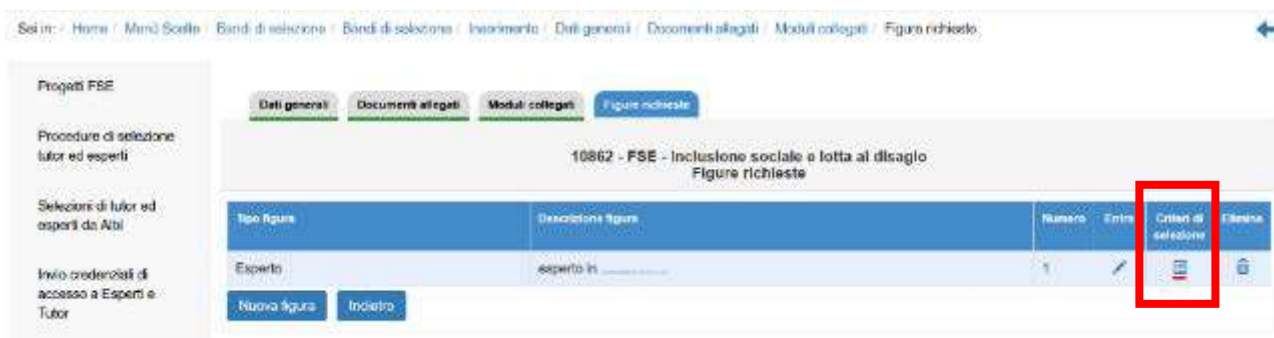 Sei in: / Home / Menù Scelte / Bandi di selezione / Bandi di selezione / Inserimento / Dati generali / Documenti allegati / Moduli collegati / Figure richieste
Progetti FSE
Procedure di selezione
tutor ed esperti
Selezioni di tutor ed
esperti da Albi
Invio credenziali di
accesso a Esperti e
Tutor
Dati generali Documenti allegati Moduli collegati Figure richieste
10862 - FSE - Inclusione sociale e lotta al disagio
Figure richieste
Tipo figura Descrizione figura Numero Entra Criteri di selezione Elimina
Esperto esperto in ................... 1
Nuova figura Indietro